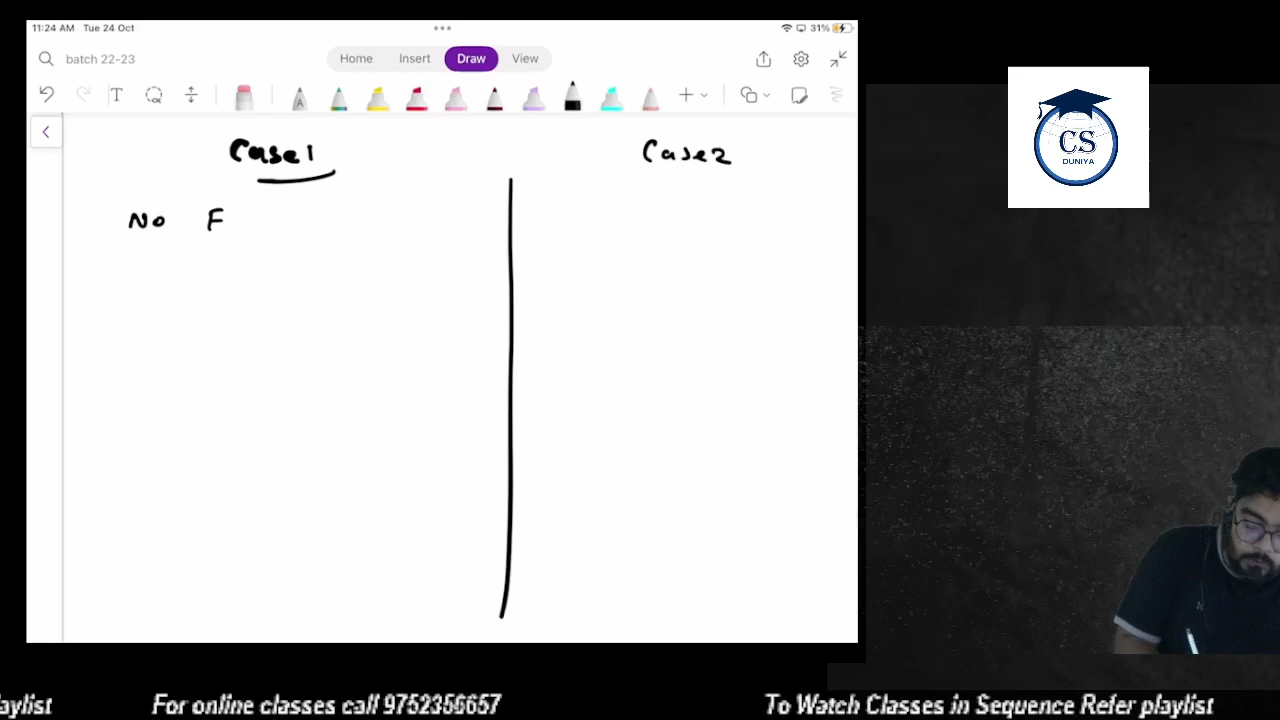 11:24 AM Tue 24 Oct
31%
batch 22-23
Home Insert Draw View
T
A
Case1
Case2
No F
CS
DUNIYA
aylist For online classes call 9752356657 To Watch Classes in Sequence Refer playlist